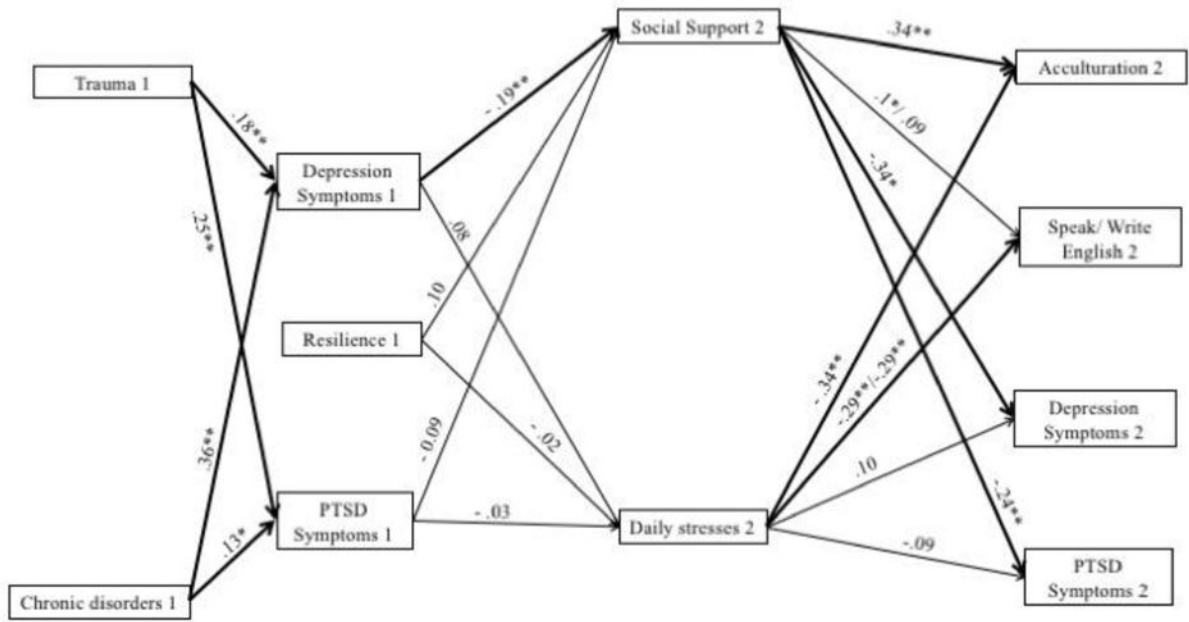 Social Support 2
.34**
Trauma 1
Acculturation 2
- .19**
.1*/ .09
.18**
Depression
Symptoms 1
-.34*
.25**
.08
Speak/ Write
English 2
.10
Resilience 1
- .34**
-.29**/-.29**
Depression
Symptoms 2
.36**
- 0.09
- .02
.10
PTSD
Symptoms 1
- .03
Daily stresses 2
-.24**
.13*
-.09
PTSD
Symptoms 2
Chronic disorders 1